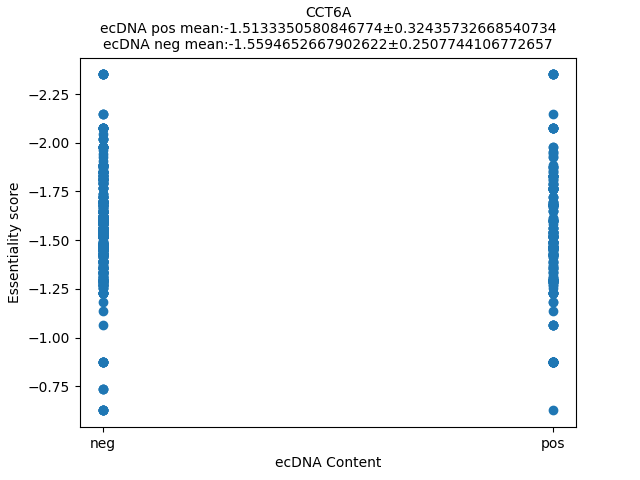 CCT6A
ecDNA pos mean:-1.5133350580846774±0.32435732668540734
ecDNA neg mean:-1.5594652667902622±0.2507744106772657
−2.25
−2.00
−1.75
−1.50
−1.25
−1.00
−0.75
Essentiality score
neg pos
ecDNA Content